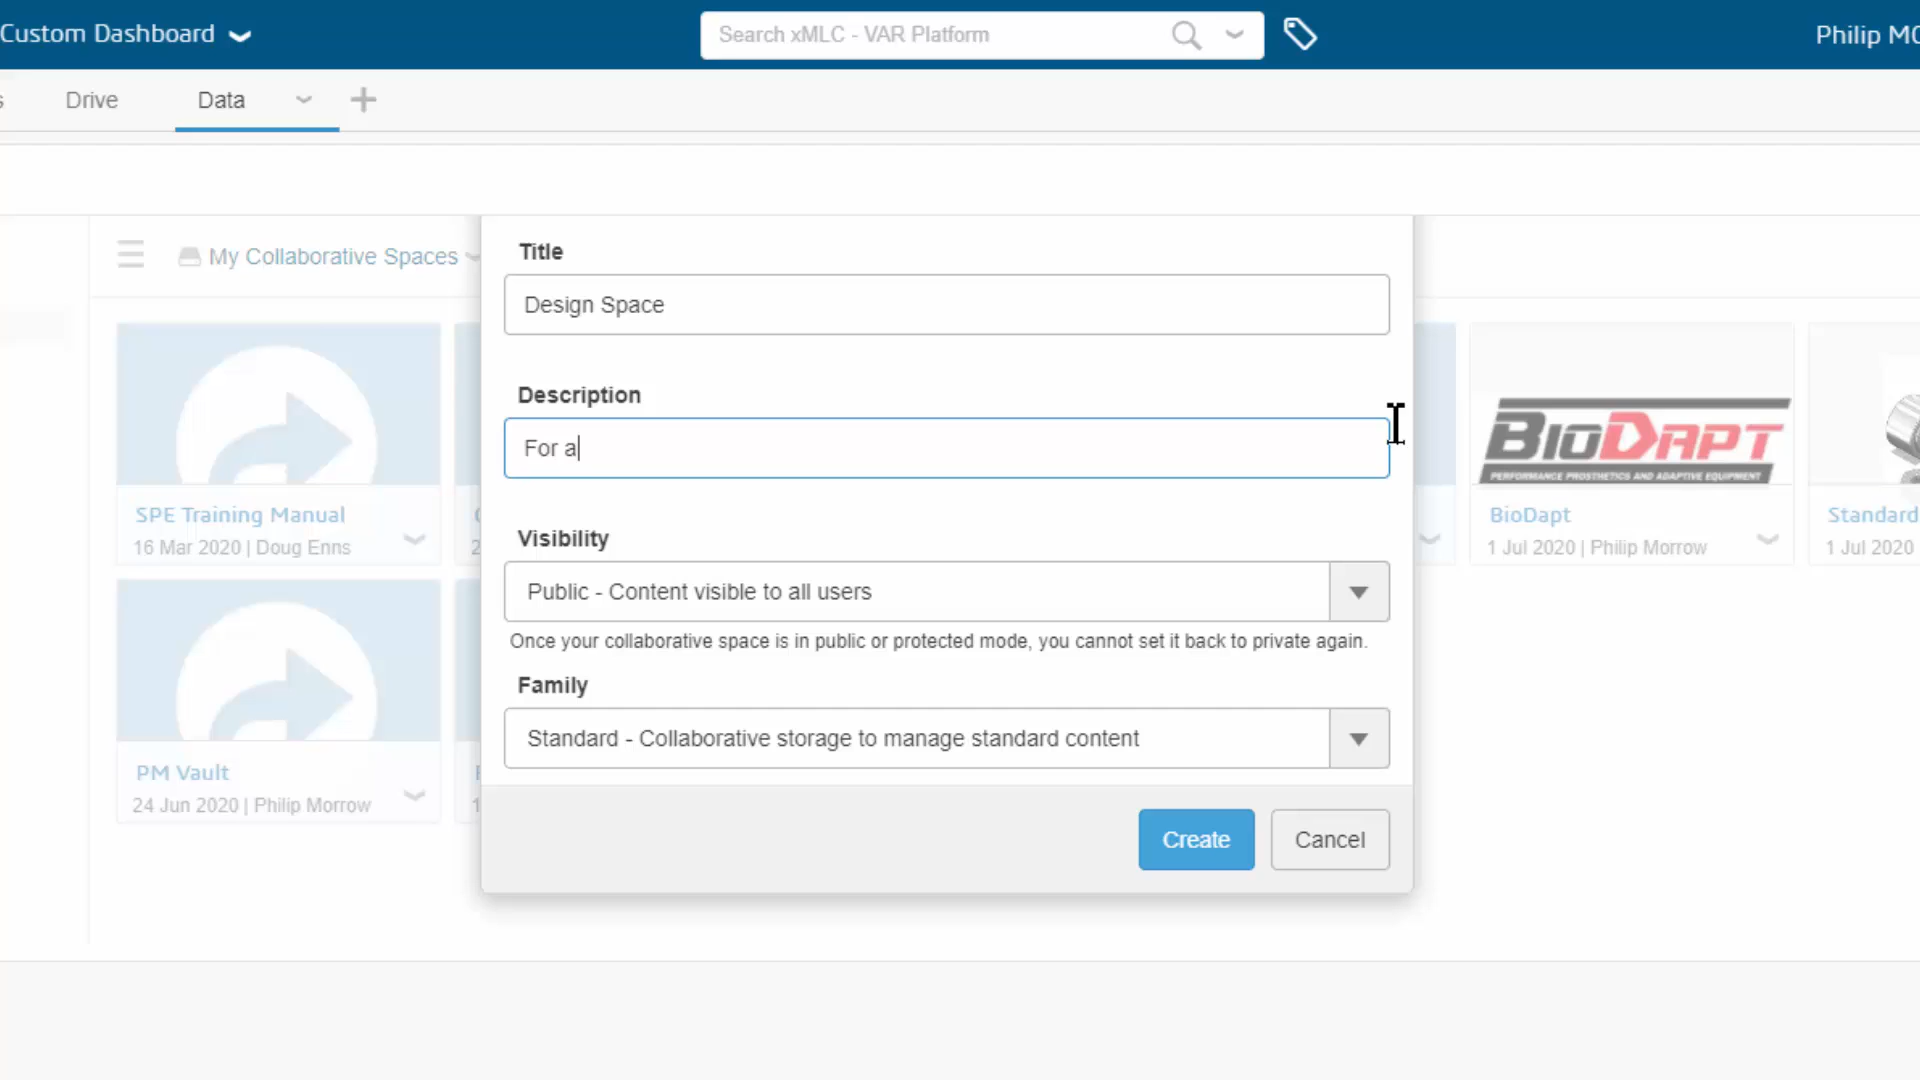 Custom Dashboard
Search xMLC - VAR Platform
Philip
Drive
Data
My Collaborative Spaces
Title
Design Space
Description
For a
Visibility
Public - Content visible to all users
Once your collaborative space is in public or protected mode, you cannot set it back to private again.
Family
Standard - Collaborative storage to manage standard content
Create
Cancel
SPE Training Manual
16 Mar 2020 | Doug Enns
PM Vault
24 Jun 2020 | Philip Morrow
BIODAPT
PERFORMANCE PROSTHETICS AND ADAPTIVE EQUIPMENT
BioDapt
1 Jul 2020 | Philip Morrow
Standard
1 Jul 2020